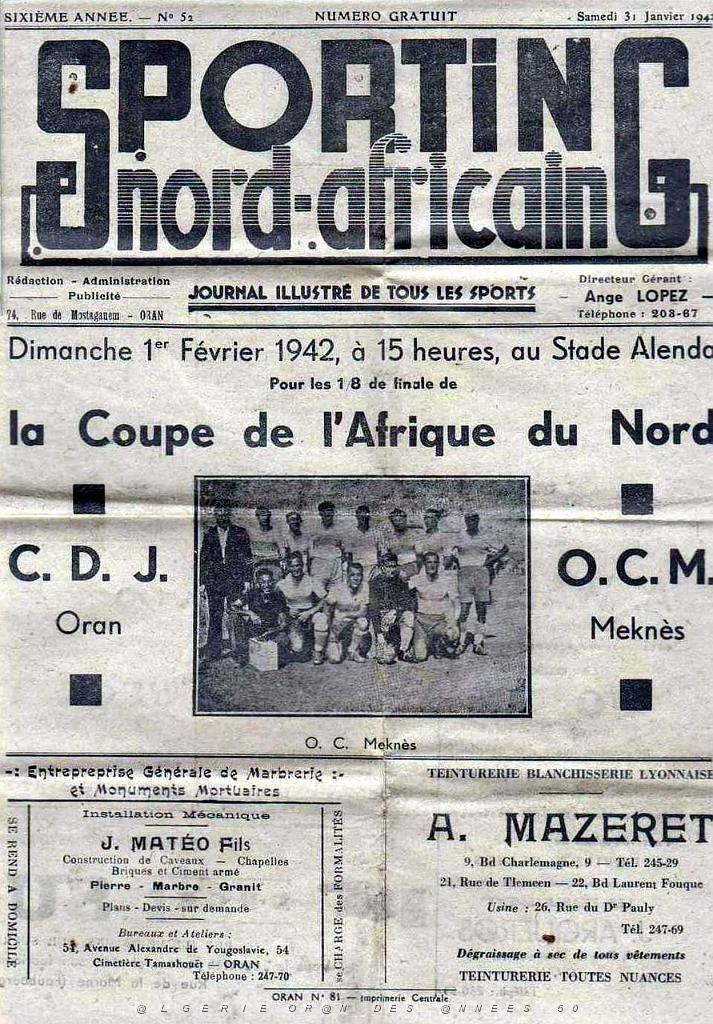 SIXIÈME ANNEE. — N° 52
NUMERO GRATUIT
Samedi 31 Janvier 194
SPORTING
nord-africain
Rédaction - Administration
Publicité
74, Rue de Mostaganem - ORAN
JOURNAL ILLUSTRÉ DE TOUS LES SPORTS
Directeur Gérant :
Ange LOPEZ
Téléphone : 203-67
Dimanche 1er Février 1942, à 15 heures, au Stade Alenda
Pour les 1/8 de finale de
la Coupe de l'Afrique du Nord
C. D. J.
Oran
O.C.M.
Meknès
O. C. Meknès
-: Entrepreprise Générale de Marbrerie :-
et Monuments Mortuaires
SE REND A DOMICILE
Installation Mécanique
J. MATÉO Fils
Construction de Caveaux — Chapelles
Briques et Ciment armé
Pierre - Marbre - Granit
Plans - Devis - sur demande
Bureaux et Ateliers :
54, Avenue Alexandre de Yougoslavie, 54
Cimetière Tamashouët — ORAN
Téléphone : 247-70
se CHARGE des FORMALITÉS
TEINTURERIE BLANCHISSERIE LYONNAISE
A. MAZERET
9, Bd Charlemagne, 9 — Tél. 245-29
21, Rue de Tlemcen — 22, Bd Laurent Fouque
Usine : 26, Rue du Dr Pauly
Tél. 247-69
Dégraissage à sec de tous vêtements
TEINTURERIE TOUTES NUANCES
ORAN N° 81 — Imprimerie Centrale
@LGERIE OR@N DES @NNEES 50